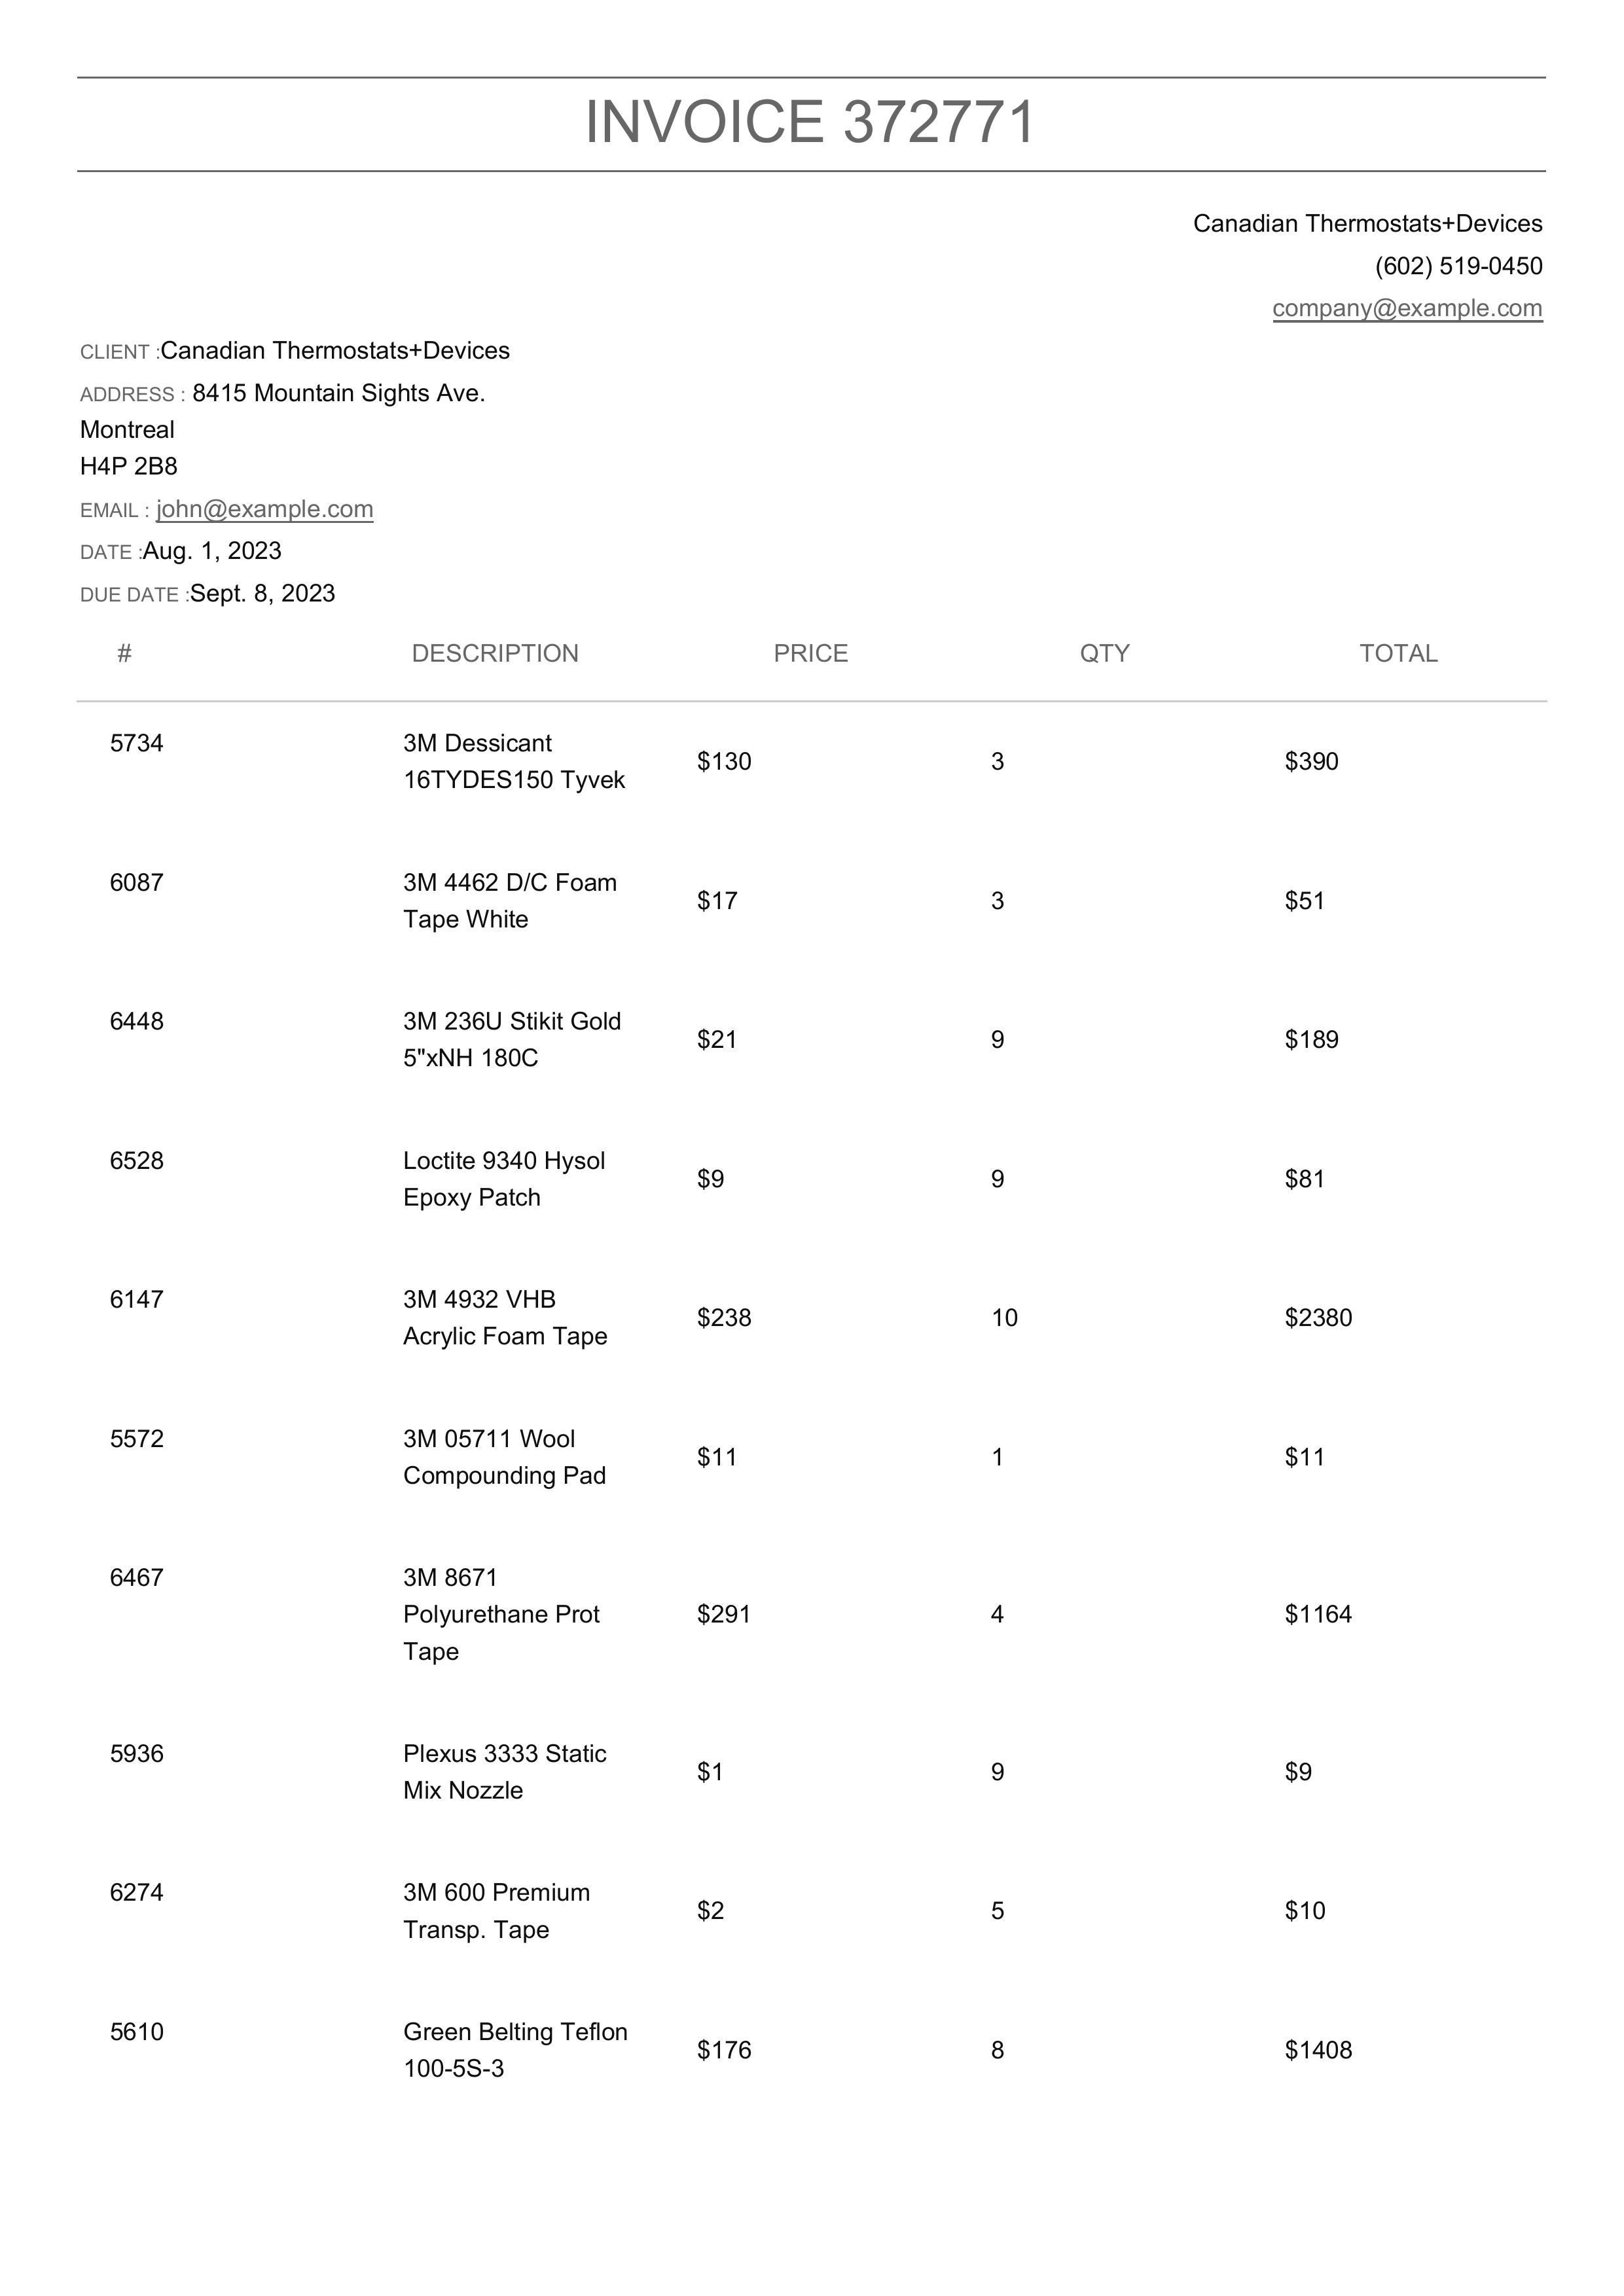 INVOICE 372771
Canadian Thermostats+Devices
(602) 519-0450
company@example.com
CLIENT :Canadian Thermostats+Devices
ADDRESS : 8415 Mountain Sights Ave.
Montreal
H4P 2B8
EMAIL : john@example.com
DATE :Aug. 1, 2023
DUE DATE :Sept. 8, 2023
# DESCRIPTION PRICE QTY TOTAL
5734 3M Dessicant
16TYDES150 Tyvek $130 3 $390
6087 3M 4462 D/C Foam
Tape White $17 3 $51
6448 3M 236U Stikit Gold
5"xNH 180C $21 9 $189
6528 Loctite 9340 Hysol
Epoxy Patch $9 9 $81
6147 3M 4932 VHB
Acrylic Foam Tape $238 10 $2380
5572 3M 05711 Wool
Compounding Pad $11 1 $11
6467 3M 8671
Polyurethane Prot $291 4 $1164
Tape
5936 Plexus 3333 Static
Mix Nozzle $1 9 $9
6274 3M 600 Premium
Transp. Tape $2 5 $10
5610 Green Belting Teflon
100-5S-3 $176 8 $1408